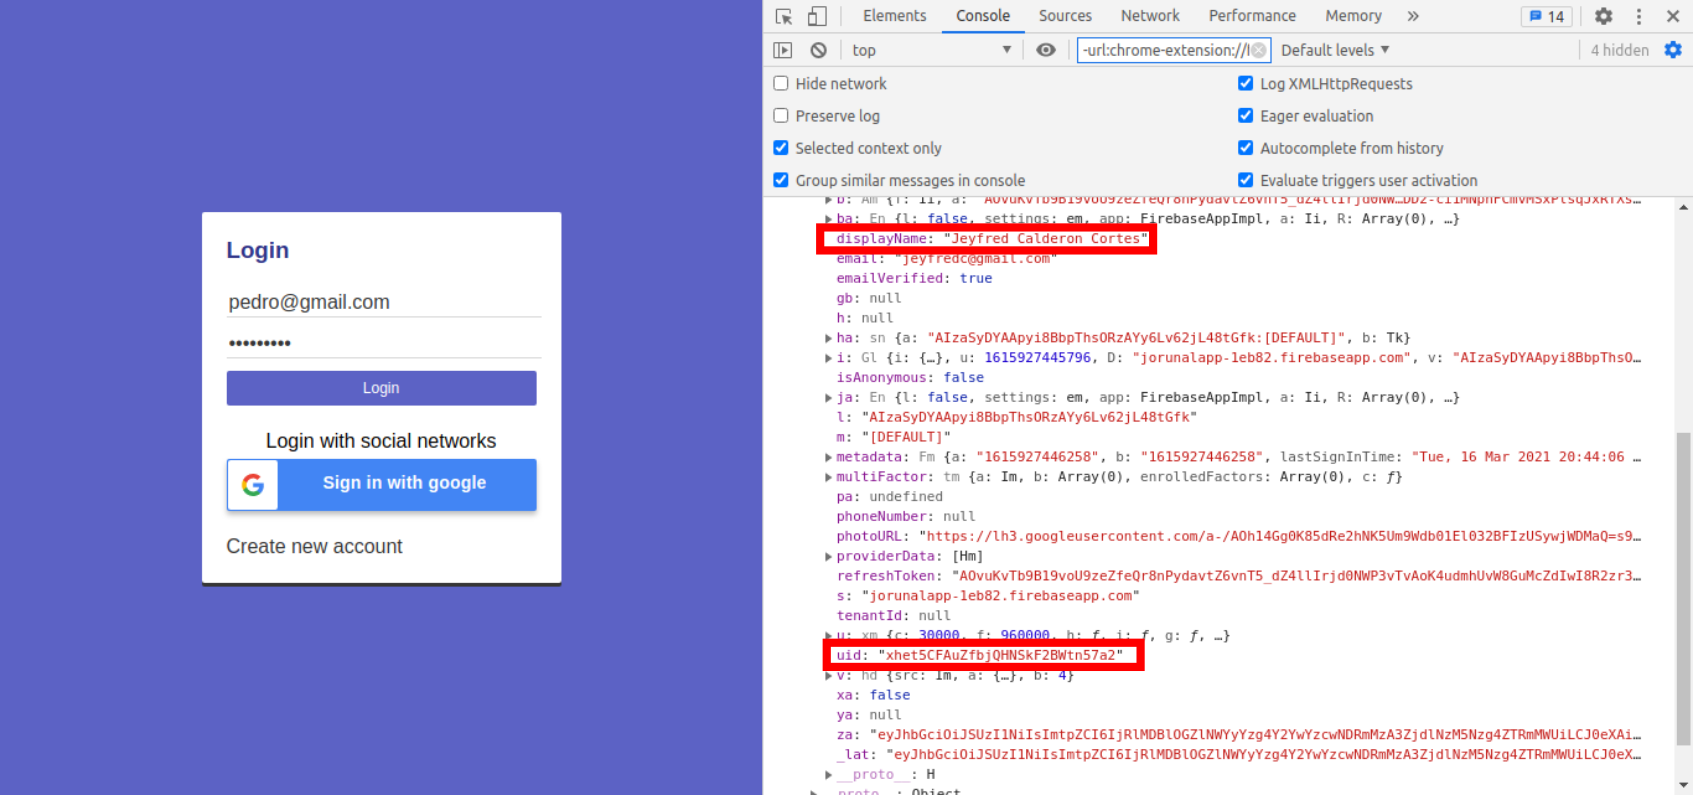 Login
pedro@gmail.com
•••••••••
Login
Login with social networks
Sign in with google
Create new account
Elements Console Sources Network Performance Memory » 14
top ▼ -url:chrome-extension:// Default levels ▼ 4 hidden
Hide network
Log XMLHttpRequests
Preserve log
Eager evaluation
Selected context only
Autocomplete from history
Group similar messages in console
Evaluate triggers user activation
▶ba: En {l: false, settings: em, app: FirebaseAppImpl, a: Ii, R: Array(0), …}
displayName: "Jeyfred Calderon Cortes"
email: "jeyfredc@gmail.com"
emailVerified: true
gb: null
h: null
▶ha: sn {a: "AIzaSyDYAApyi8BbpThsORzAYy6Lv62jL48tGfk:[DEFAULT]", b: Tk}
▶i: Gl {i: {…}, u: 1615927445796, D: "jorunalapp-1eb82.firebaseapp.com", v: "AIzaSyDYAApyi8BbpThsO…
isAnonymous: false
▶ja: En {l: false, settings: em, app: FirebaseAppImpl, a: Ii, R: Array(0), …}
l: "AIzaSyDYAApyi8BbpThsORzAYy6Lv62jL48tGfk"
m: "[DEFAULT]"
▶metadata: Fm {a: "1615927446258", b: "1615927446258", lastSignInTime: "Tue, 16 Mar 2021 20:44:06 …
▶multiFactor: tm {a: Im, b: Array(0), enrolledFactors: Array(0), c: ƒ}
pa: undefined
phoneNumber: null
photoURL: "https://lh3.googleusercontent.com/a-/AOh14Gg0K85dRe2hNK5Um9Wdb01El032BFIzUSywjWDMaQ=s9…
▶providerData: [Hm]
refreshToken: "AOvuKvTb9B19voU9zeZfeQr8nPydavtZ6vnT5_dZ4llIrjd0NWP3vTvAoK4udmhUvW8GuMcZdIwI8R2zr3…
s: "jorunalapp-1eb82.firebaseapp.com"
tenantId: null
▶u: xm {c: 30000, f: 960000, h: ƒ, i: ƒ, g: ƒ, …}
uid: "xhet5CFAuZfbjQHNSkF2BWtn57a2"
▶v: hd {src: Im, a: {…}, b: 4}
xa: false
ya: null
za: "eyJhbGciOiJSUzI1NiIsImtpZCI6IjRlMDBlOGZlNWYyYzg4Y2YwYzcwNDRmMzA3ZjdlNzM5Nzg4ZTRmMWUiLCJ0eXAi…
_lat: "eyJhbGciOiJSUzI1NiIsImtpZCI6IjRlMDBlOGZlNWYyYzg4Y2YwYzcwNDRmMzA3ZjdlNzM5Nzg4ZTRmMWUiLCJ0eX…
▶__proto__: H
proto : Object